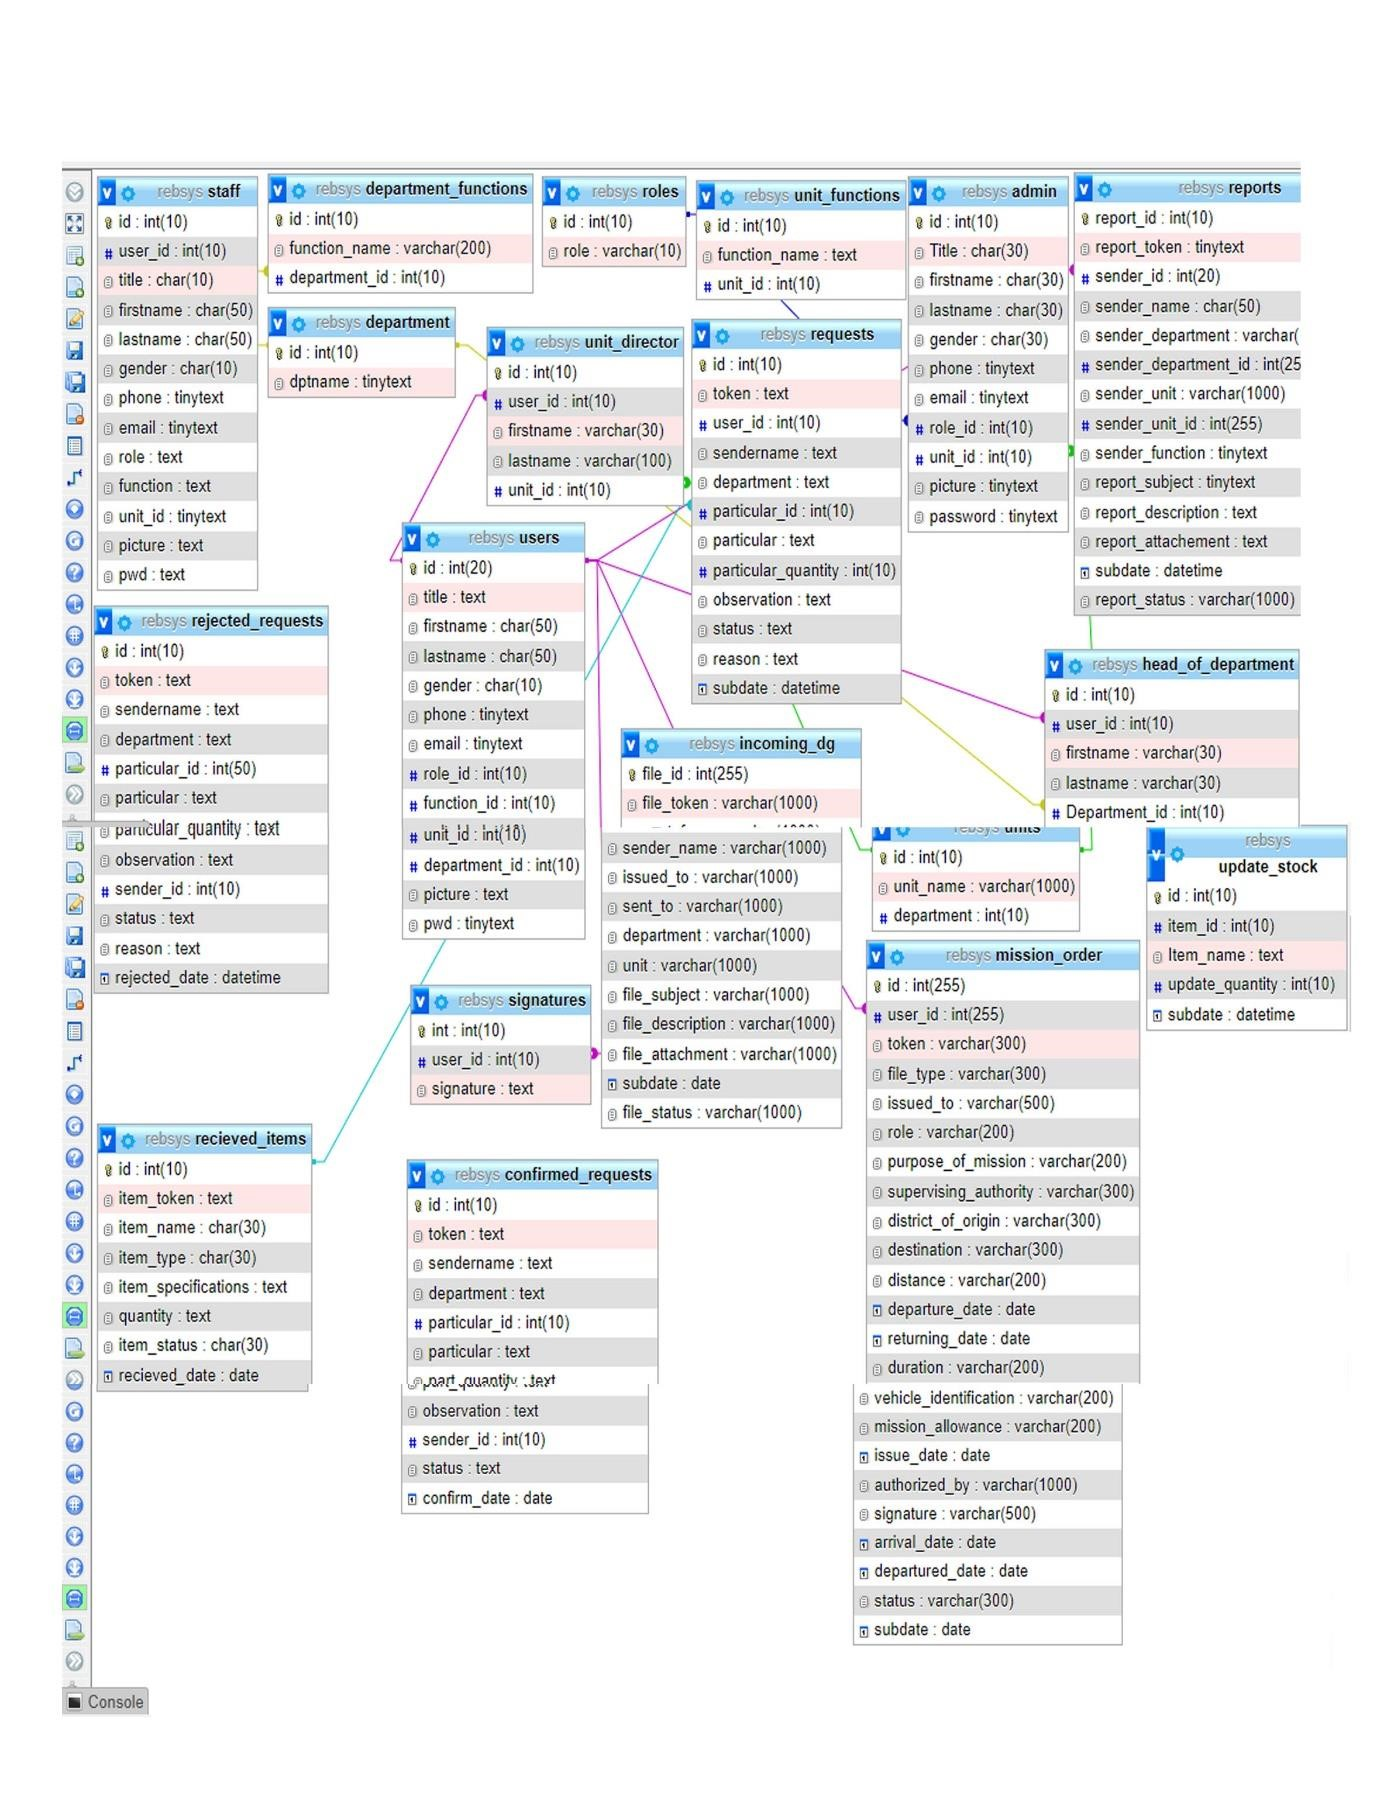 rebsys staff
id : int(10)
user_id : int(10)
title : char(10)
firstname : char(50)
lastname : char(50)
gender : char(10)
phone : tinytext
email : tinytext
role : text
function : text
unit_id : tinytext
picture : text
pwd : text
rebsys department_functions
id : int(10)
function_name : varchar(200)
department_id : int(10)
rebsys department
id : int(10)
dptname : tinytext
rebsys roles
id : int(10)
role : varchar(10)
rebsys unit_director
id : int(10)
user_id : int(10)
firstname : varchar(30)
lastname : varchar(100)
unit_id : int(10)
rebsys unit_functions
id : int(10)
function_name : text
unit_id : int(10)
rebsys requests
id : int(10)
token : text
user_id : int(10)
sendername : text
department : text
particular_id : int(10)
particular : text
particular_quantity : int(10)
observation : text
status : text
reason : text
subdate : datetime
rebsys admin
id : int(10)
Title : char(30)
firstname : char(30)
lastname : char(30)
gender : char(30)
phone : tinytext
email : tinytext
role_id : int(10)
unit_id : int(10)
picture : tinytext
password : tinytext
rebsys reports
report_id : int(10)
report_token : tinytext
sender_id : int(20)
sender_name : char(50)
sender_department : varchar(
sender_department_id : int(25
sender_unit : varchar(1000)
sender_unit_id : int(255)
sender_function : tinytext
report_subject : tinytext
report_description : text
report_attachement : text
subdate : datetime
report_status : varchar(1000)
rebsys users
id : int(20)
title : text
firstname : char(50)
lastname : char(50)
gender : char(10)
phone : tinytext
email : tinytext
role_id : int(10)
function_id : int(10)
unit_id : int(10)
department_id : int(10)
picture : text
pwd : tinytext
rebsys rejected_requests
id : int(10)
token : text
sendername : text
department : text
particular_id : int(50)
particular : text
particular_quantity : text
observation : text
sender_id : int(10)
status : text
reason : text
rejected_date : datetime
rebsys incoming_dg
file_id : int(255)
file_token : varchar(1000)
sender_name : varchar(1000)
issued_to : varchar(1000)
sent_to : varchar(1000)
department : varchar(1000)
unit : varchar(1000)
file_subject : varchar(1000)
file_description : varchar(1000)
file_attachment : varchar(1000)
subdate : date
file_status : varchar(1000)
rebsys head_of_department
id : int(10)
user_id : int(10)
firstname : varchar(30)
lastname : varchar(30)
Department_id : int(10)
rebsys units
id : int(10)
unit_name : varchar(1000)
department : int(10)
rebsys
update_stock
id : int(10)
item_id : int(10)
Item_name : text
update_quantity : int(10)
subdate : datetime
rebsys signatures
int : int(10)
user_id : int(10)
signature : text
rebsys mission_order
id : int(255)
user_id : int(255)
token : varchar(300)
file_type : varchar(300)
issued_to : varchar(500)
role : varchar(200)
purpose_of_mission : varchar(200)
supervising_authority : varchar(300)
district_of_origin : varchar(300)
destination : varchar(300)
distance : varchar(200)
departure_date : date
returning_date : date
duration : varchar(200)
vehicle_identification : varchar(200)
mission_allowance : varchar(200)
issue_date : date
authorized_by : varchar(1000)
signature : varchar(500)
arrival_date : date
departured_date : date
status : varchar(300)
subdate : date
rebsys recieved_items
id : int(10)
item_token : text
item_name : char(30)
item_type : char(30)
item_specifications : text
quantity : text
item_status : char(30)
recieved_date : date
rebsys confirmed_requests
id : int(10)
token : text
sendername : text
department : text
particular_id : int(10)
particular : text
part_quantity : text
observation : text
sender_id : int(10)
status : text
confirm_date : date
Console